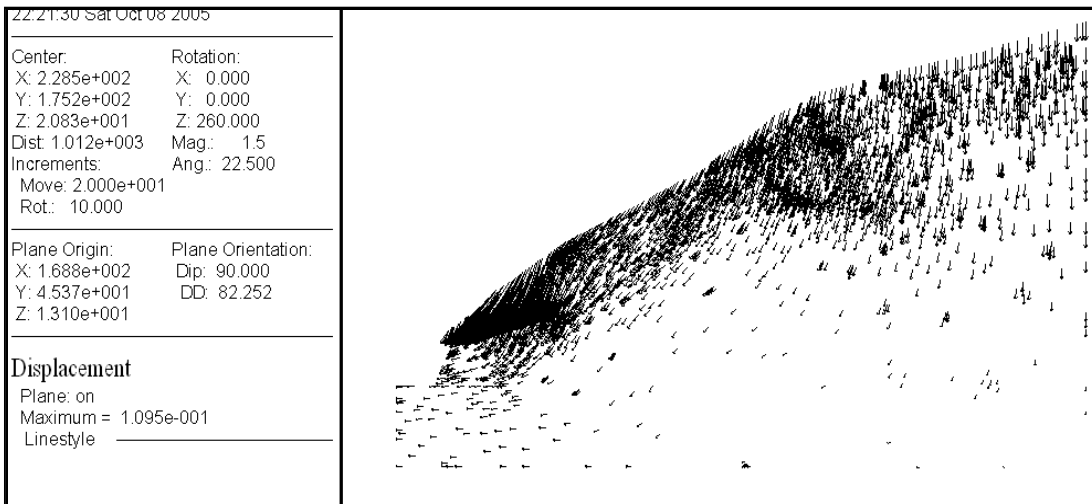 22:21:30 Sat Oct 08 2005
Center: Rotation:
X: 2.285e+002 X: 0.000
Y: 1.752e+002 Y: 0.000
Z: 2.083e+001 Z: 260.000
Dist: 1.012e+003 Mag.: 1.5
Increments: Ang.: 22.500
Move: 2.000e+001
Rot.: 10.000
Plane Origin: Plane Orientation:
X: 1.688e+002 Dip: 90.000
Y: 4.537e+001 DD: 82.252
Z: 1.310e+001
Displacement
Plane: on
Maximum = 1.095e-001
Linestyle